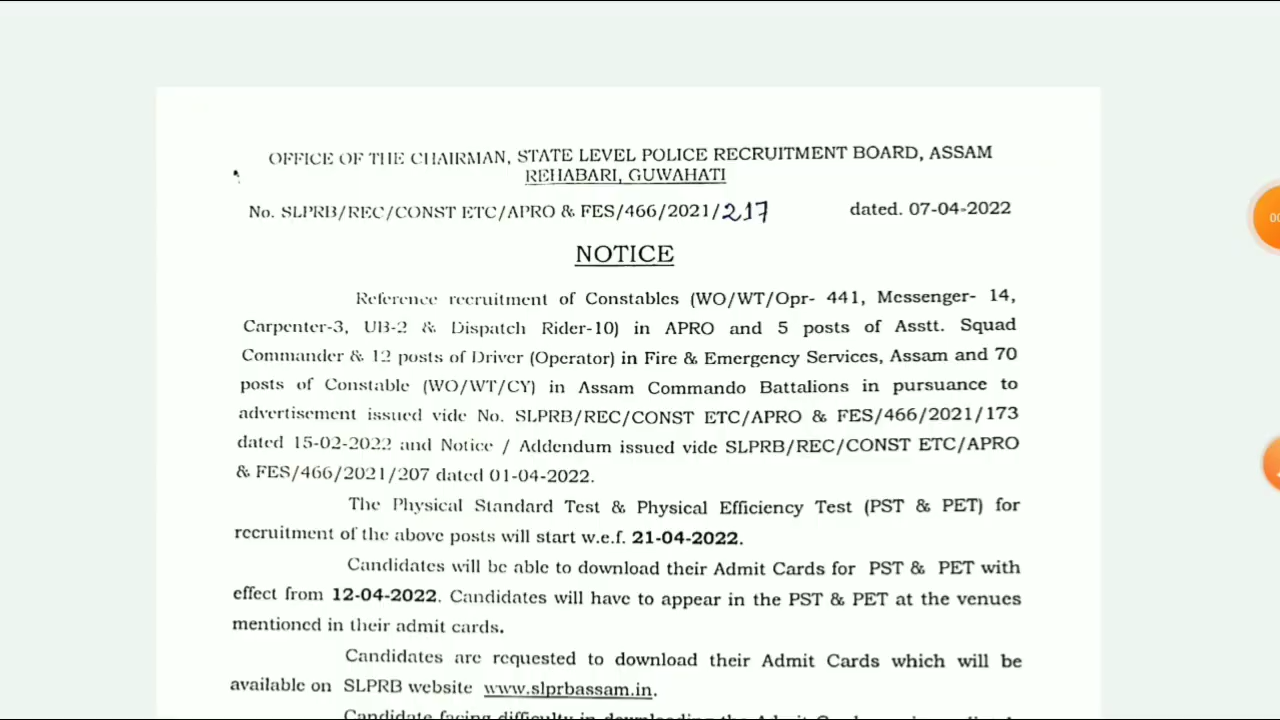 OFFICE OF THE CHAIRMAN, STATE LEVEL POLICE RECRUITMENT BOARD, ASSAM
REHABARI, GUWAHATI
No. SLPRB/REC/CONST ETC/APRO & FES/466/2021/217 dated. 07-04-2022
NOTICE
Reference recruitment of Constables (WO/WT/Opr- 441, Messenger- 14,
Carpenter-3, UB-2 & Dispatch Rider-10) in APRO and 5 posts of Asstt. Squad
Commander & 12 posts of Driver (Operator) in Fire & Emergency Services, Assam and 70
posts of Constable (WO/WT/CY) in Assam Commando Battalions in pursuance to
advertisement issued vide No. SLPRB/REC/CONST ETC/APRO & FES/466/2021/173
dated 15-02-2022 and Notice / Addendum issued vide SLPRB/REC/CONST ETC/APRO
& FES/466/2021/207 dated 01-04-2022.
The Physical Standard Test & Physical Efficiency Test (PST & PET) for
recruitment of the above posts will start w.e.f. 21-04-2022.
Candidates will be able to download their Admit Cards for PST & PET with
effect from 12-04-2022. Candidates will have to appear in the PST & PET at the venues
mentioned in their admit cards.
Candidates are requested to download their Admit Cards which will be
available on SLPRB website www.slprbassam.in.
Candidate facing difficulty in downloading the Admit Card